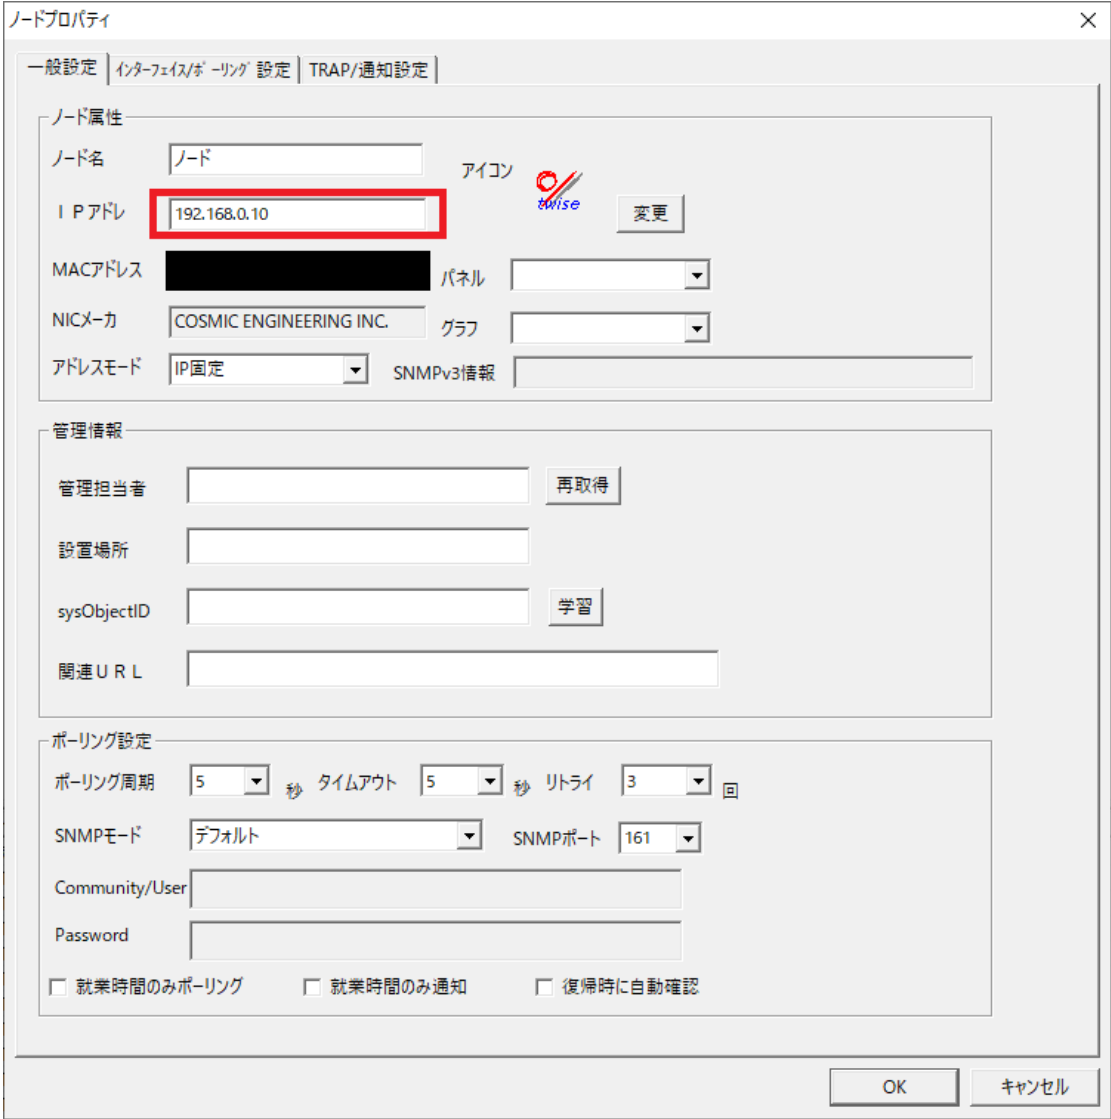 ノードプロパティ
一般設定 インターフェイス/ポーリング設定 TRAP/通知設定
ノード属性
ノード名 ノード アイコン
twise
IPアドレ 192.168.0.10 変更
MACアドレス パネル
NICメーカ COSMIC ENGINEERING INC. グラフ
アドレスモード IP固定 SNMPv3情報
管理情報
管理担当者 再取得
設置場所
sysObjectID 学習
関連URL
ポーリング設定
ポーリング周期 5 秒 タイムアウト 5 秒 リトライ 3 回
SNMPモード デフォルト SNMPポート 161
Community/User
Password
就業時間のみポーリング 就業時間のみ通知 復帰時に自動確認
OK キャンセル